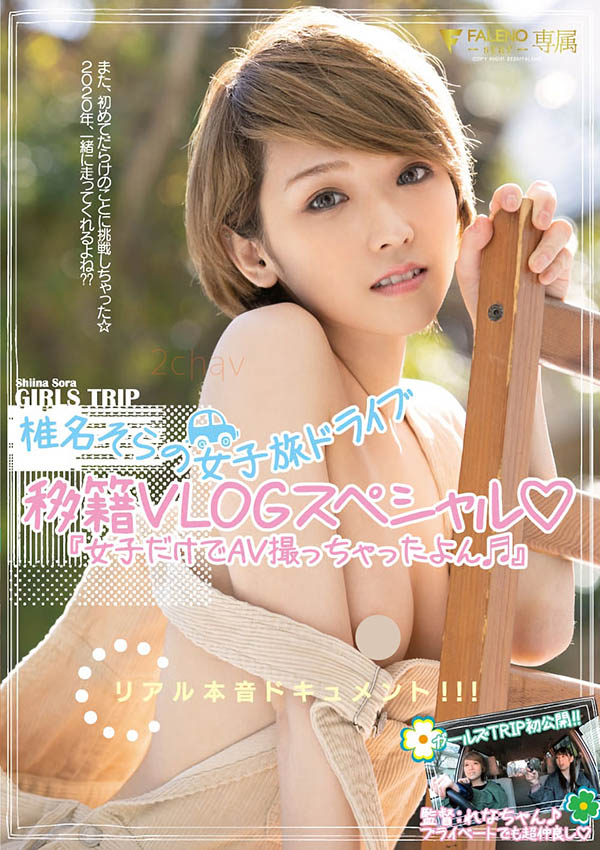 FALENO
専属
また、初めてだらけのことに挑戦しちゃった☆
2020年、一緒に走ってくれるよね??
2chav
Shiina Sora
GIRLS TRIP
椎名そらの女子旅ドライブ
移籍VLOGスペシャル♡
『女子だけでAV撮っちゃったよん♫』
リアル本音ドキュメント!!!
ガールズTRIP初公開!!
監督:れなちゃん♪
プライベートでも超仲良し♡